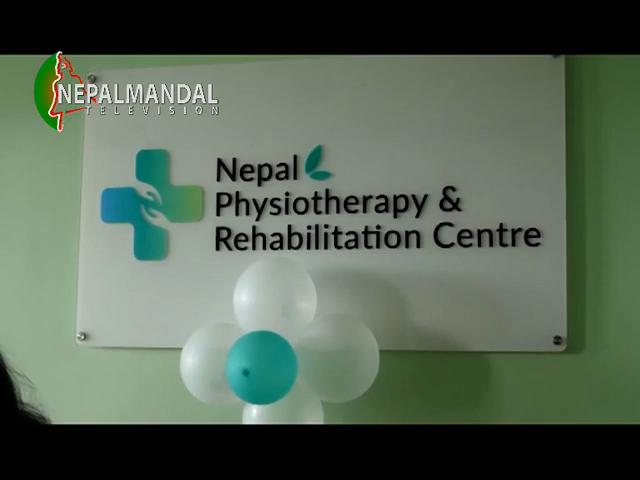 NEPALMANDAL
TELEVISION
Nepal
Physiotherapy &
Rehabilitation Centre